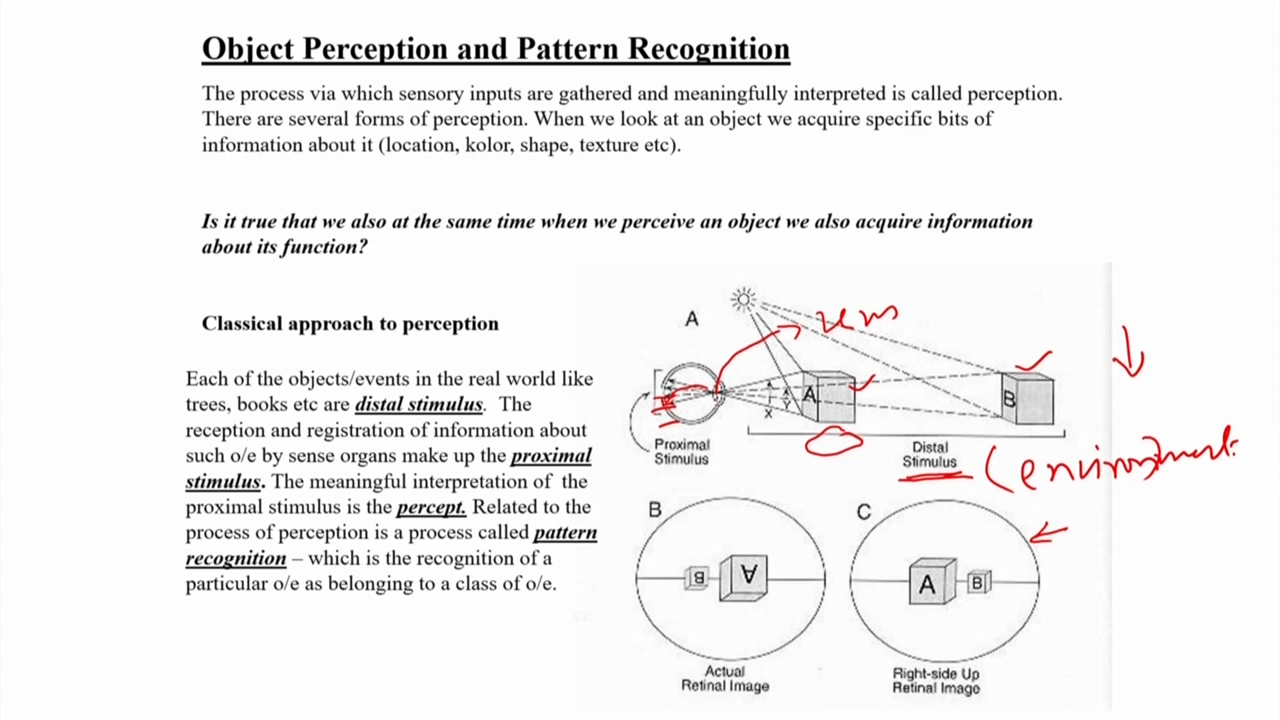 Object Perception and Pattern Recognition
The process via which sensory inputs are gathered and meaningfully interpreted is called perception.
There are several forms of perception. When we look at an object we acquire specific bits of
information about it (location, kolor, shape, texture etc).
Is it true that we also at the same time when we perceive an object we also acquire information
about its function?
Classical approach to perception
Each of the objects/events in the real world like
trees, books etc are distal stimulus. The
reception and registration of information about
such o/e by sense organs make up the proximal
stimulus. The meaningful interpretation of the
proximal stimulus is the percept. Related to the
process of perception is a process called pattern
recognition – which is the recognition of a
particular o/e as belonging to a class of o/e.
A
A
B
X
Y
Proximal
Stimulus
Distal
Stimulus
(environment
B
B
A
Actual
Retinal Image
C
A
B
Right-side Up
Retinal Image